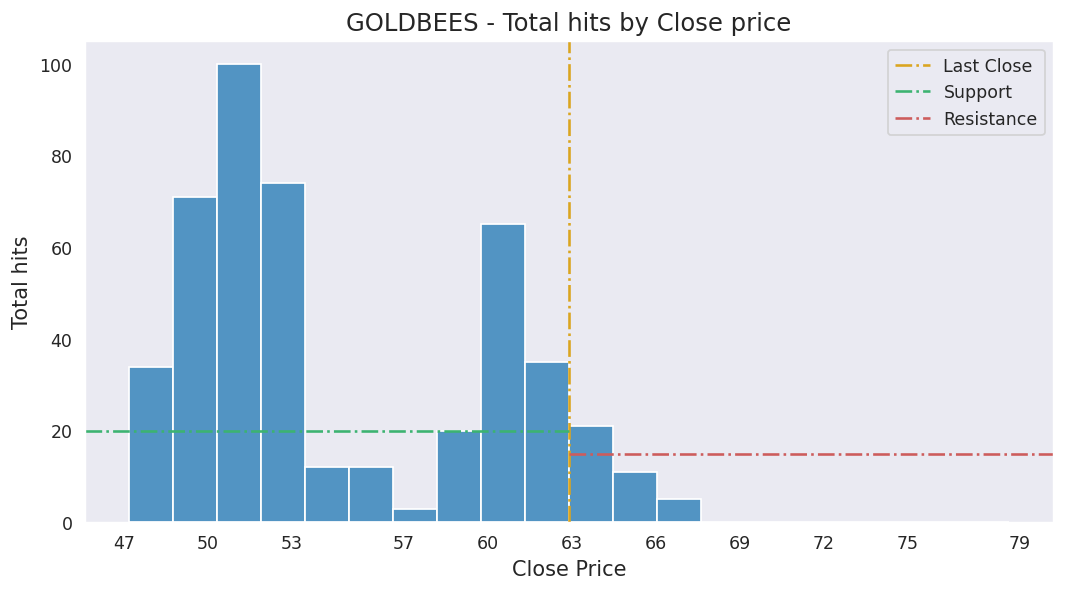 GOLDBEES - Total hits by Close price
Last Close
Support
Resistance
Total hits
100
80
60
40
20
0
47 50 53 57 60 63 66 69 72 75 79
Close Price